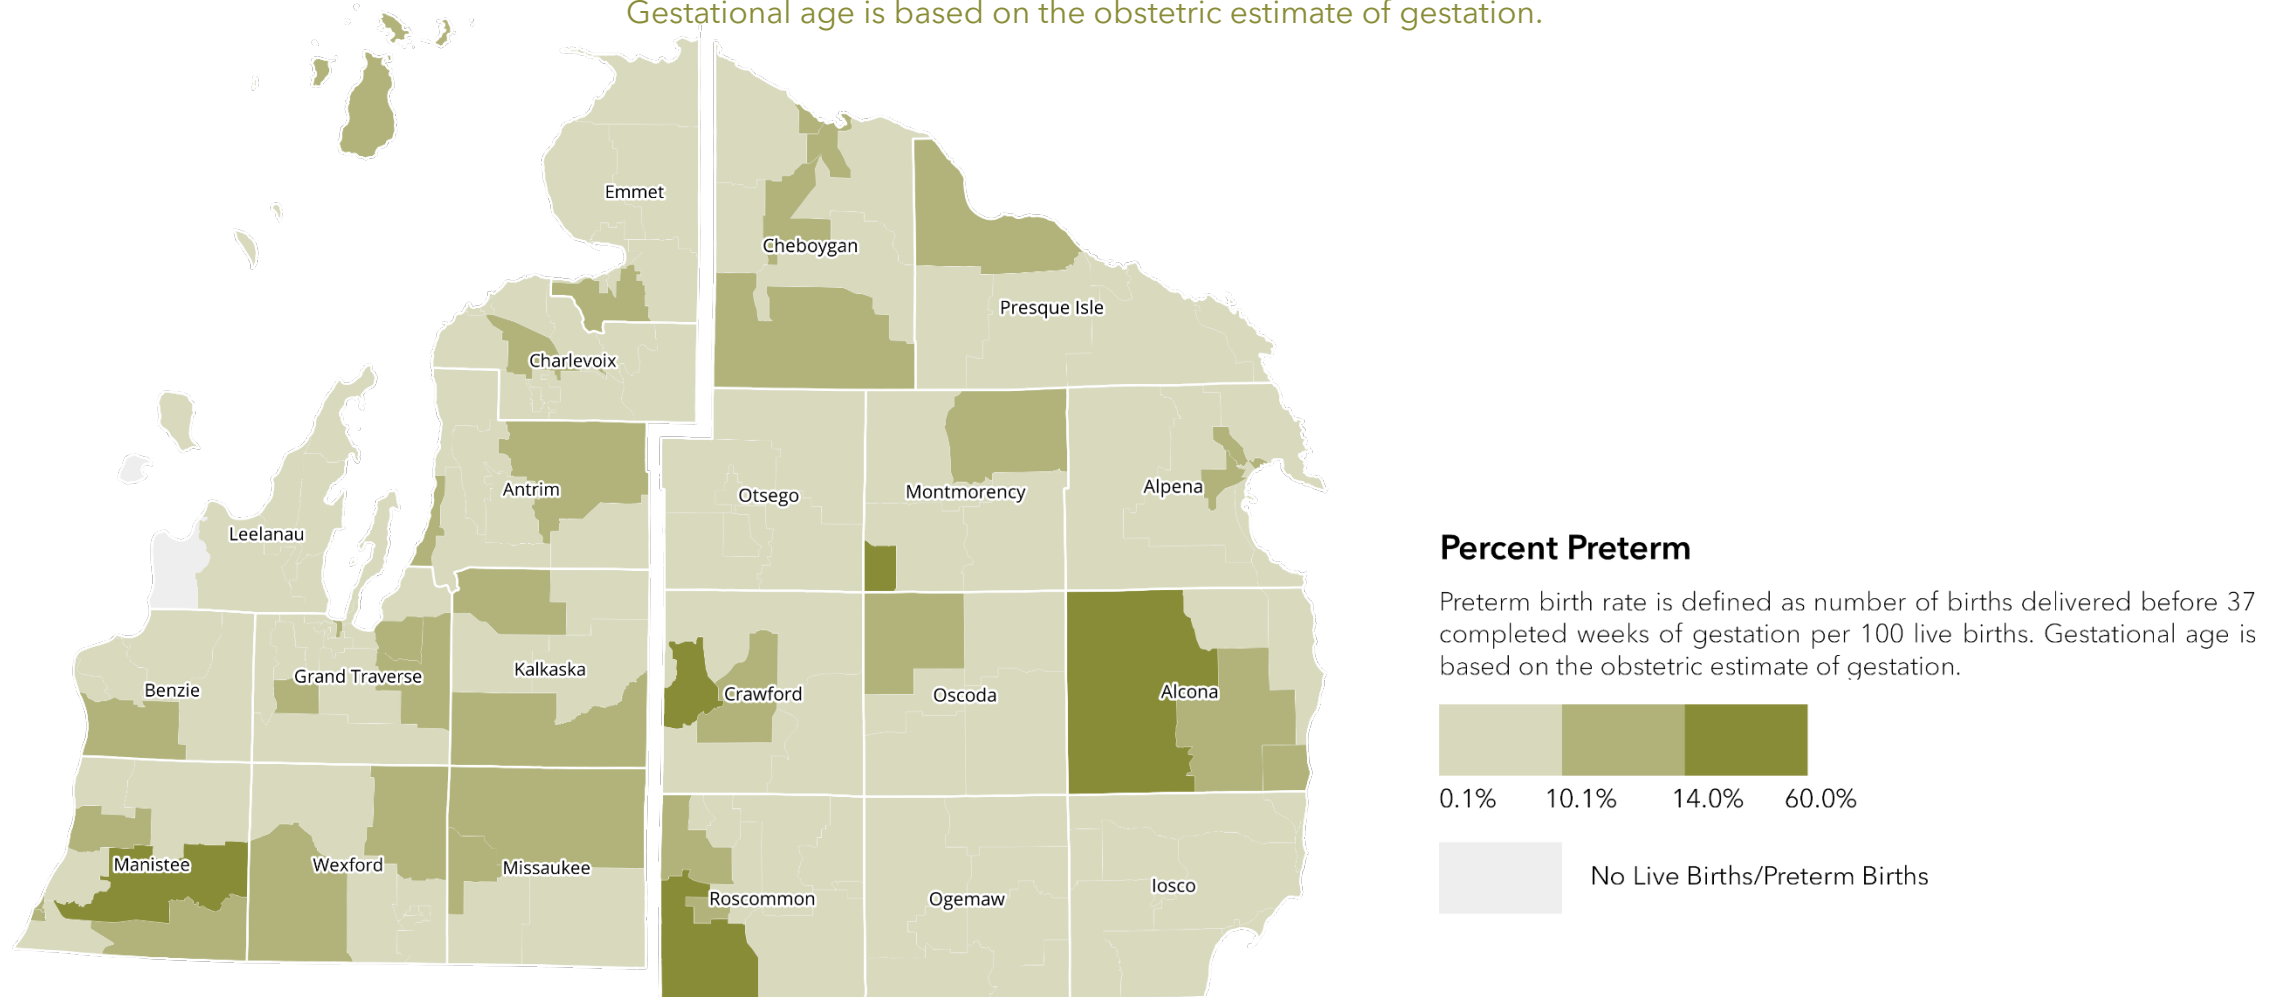 Gestational age is based on the obstetric estimate of gestation.
Emmet
Cheboygan
Presque Isle
Charlevoix
Antrim
Otsego
Montmorency
Alpena
Leelanau
Percent Preterm
Preterm birth rate is defined as number of births delivered before 37
completed weeks of gestation per 100 live births. Gestational age is
based on the obstetric estimate of gestation.
Benzie
Grand Traverse
Kalkaska
Crawford
Oscoda
Alcona
0.1% 10.1% 14.0% 60.0%
Manistee
Wexford
Missaukee
Roscommon
Ogemaw
Iosco
No Live Births/Preterm Births